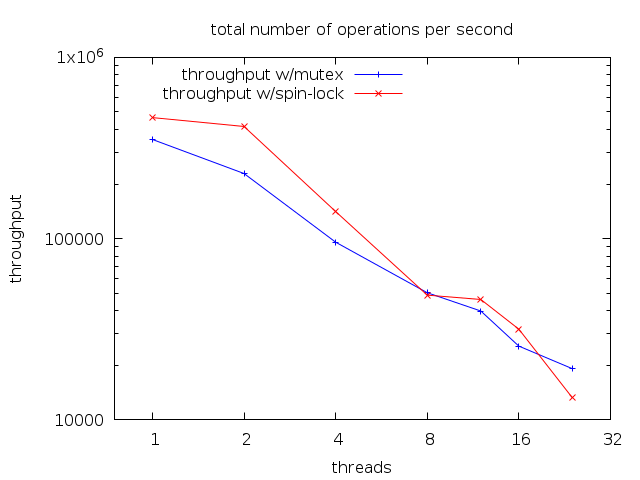 total number of operations per second
1x10^6
throughput w/mutex
throughput w/spin-lock
100000
throughput
10000
1 2 4 8 16 32
threads